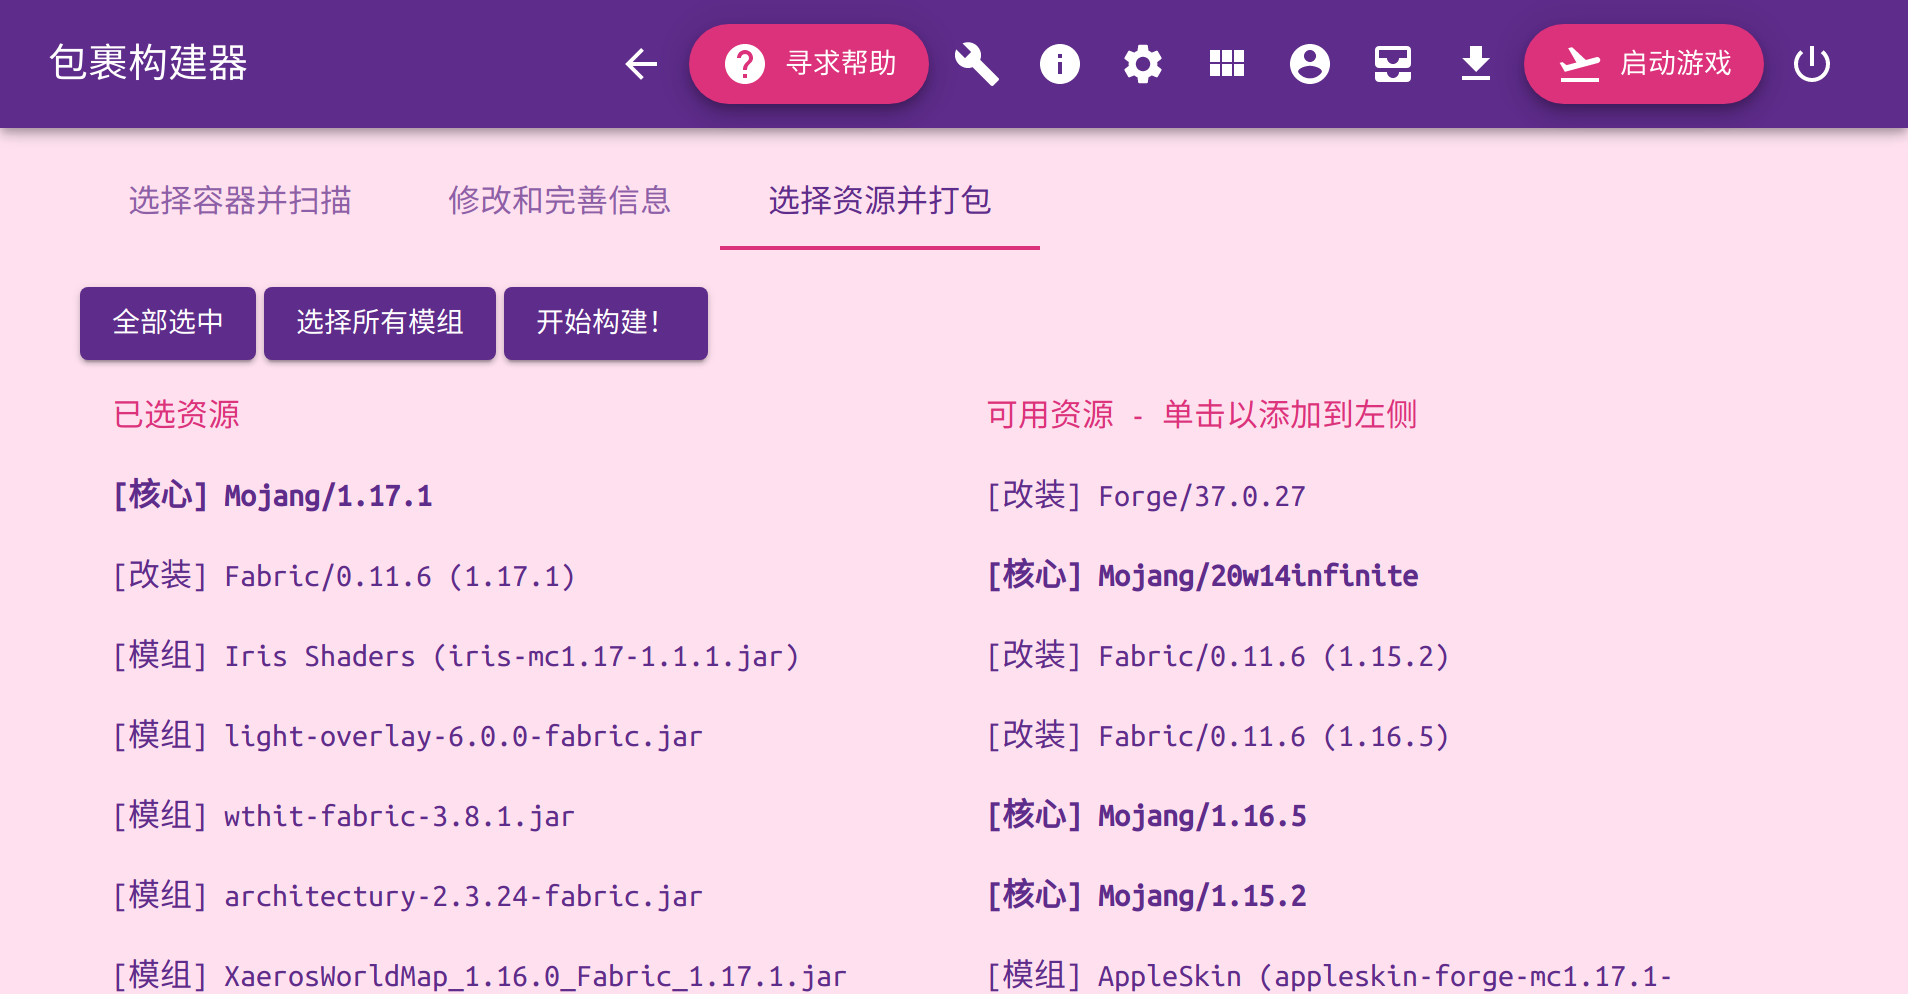 包裹构建器
寻求帮助
启动游戏
选择容器并扫描
修改和完善信息
选择资源并打包
全部选中
选择所有模组
开始构建!
已选资源
[核心] Mojang/1.17.1
[改装] Fabric/0.11.6 (1.17.1)
[模组] Iris Shaders (iris-mc1.17-1.1.1.jar)
[模组] light-overlay-6.0.0-fabric.jar
[模组] wthit-fabric-3.8.1.jar
[模组] architectury-2.3.24-fabric.jar
[模组] XaerosWorldMap_1.16.0_Fabric_1.17.1.jar
可用资源 - 单击以添加到左侧
[改装] Forge/37.0.27
[核心] Mojang/20w14infinite
[改装] Fabric/0.11.6 (1.15.2)
[改装] Fabric/0.11.6 (1.16.5)
[核心] Mojang/1.16.5
[核心] Mojang/1.15.2
[模组] AppleSkin (appleskin-forge-mc1.17.1-